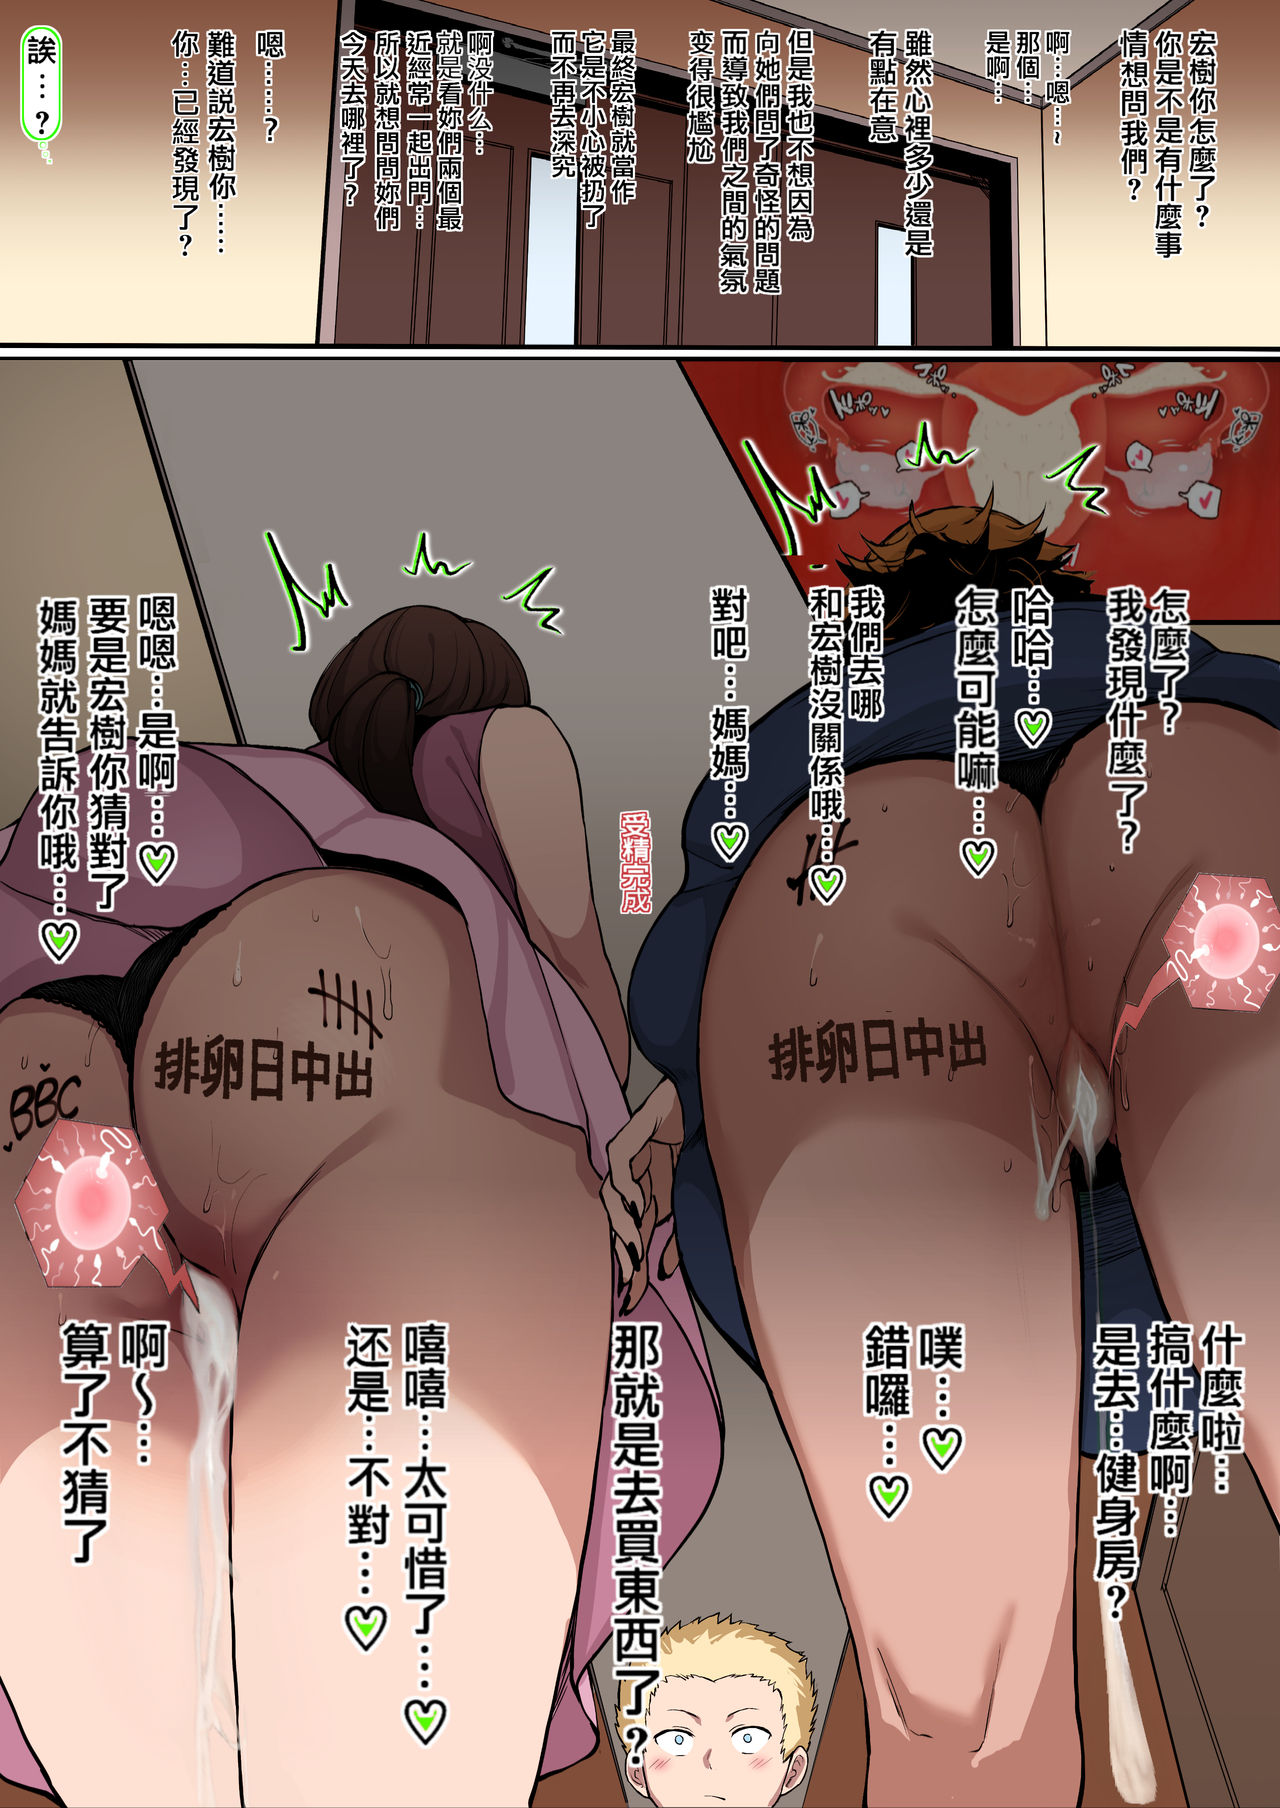 宏樹你怎麼了?
你是不是有什麼事
情想問我們?
啊…嗯…~
那個…
是啊…
雖然心裡多少還是
有點在意
但是我也不想因為
向她們問了奇怪的問題
而導致我們之間的氣氛
变得很尷尬
最終宏樹就當作
它是不小心被扔了
而不再去深究
啊没什么……
就是看妳們兩個最
近經常一起出門…
所以就想問問妳們
今天去哪裡了?
嗯……?
難道説宏樹你……
你…已經發現了?
誒…?
怎麼了?
我發現什麼了?
哈哈…♡
怎麼可能嘛…♡
我們去哪
和宏樹沒關係哦…♡
對吧…媽媽…♡
嗯嗯…是啊…♡
要是宏樹你猜對了
媽媽就告訴你哦…♡
受精完成
排卵日中出
排卵日中出
BBC
什麼啦…
搞什麼啊…
是去…健身房?
噗…♡
錯囉…♡
那就是去買東西了?
嘻嘻…太可惜了…♡
还是…不對…♡
啊~…
算了不猜了